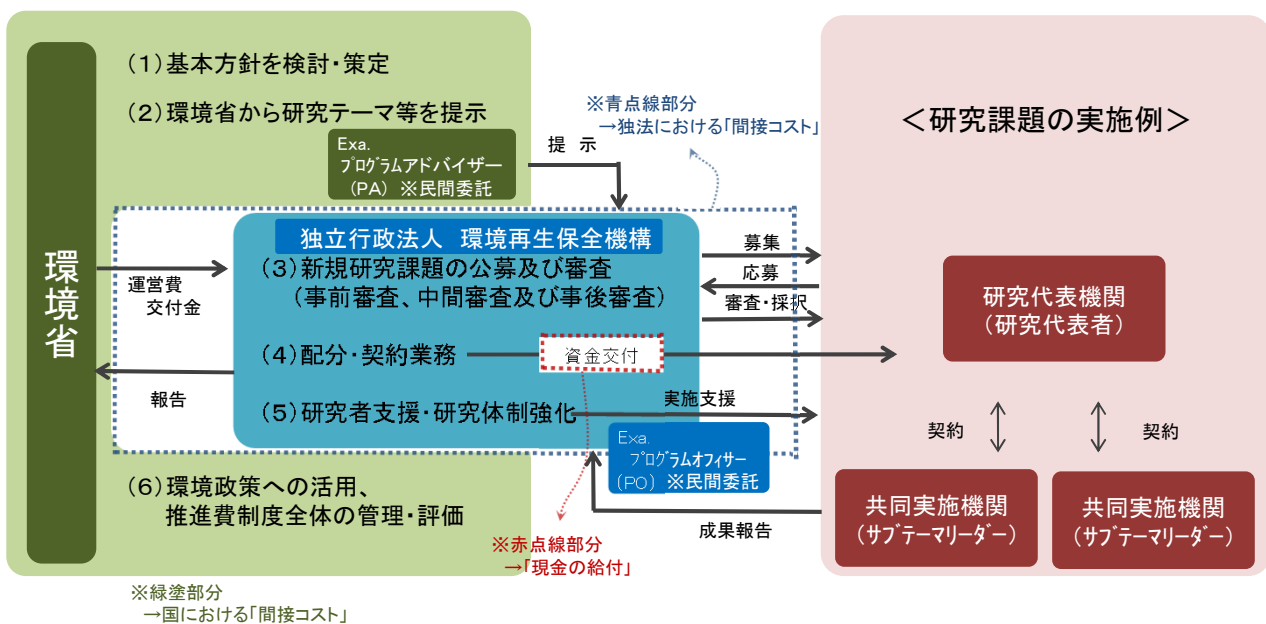 (1)基本方針を検討・策定
(2)環境省から研究テーマ等を提示
※青点線部分
→独法における「間接コスト」
Exa.
プログラムアドバイザー
(PA) ※民間委託
提 示
環境省
運営費
交付金
報告
独立行政法人 環境再生保全機構
(3)新規研究課題の公募及び審査
(事前審査、中間審査及び事後審査)
(4)配分・契約業務
資金交付
(5)研究者支援・研究体制強化
募集
応募
審査・採択
実施支援
Exa.
プログラムオフィサー
(PO) ※民間委託
成果報告
(6)環境政策への活用、
推進費制度全体の管理・評価
※赤点線部分
→「現金の給付」
※緑塗部分
→国における「間接コスト」
<研究課題の実施例>
研究代表機関
(研究代表者)
契約
契約
共同実施機関
(サブテーマリーダー)
共同実施機関
(サブテーマリーダー)